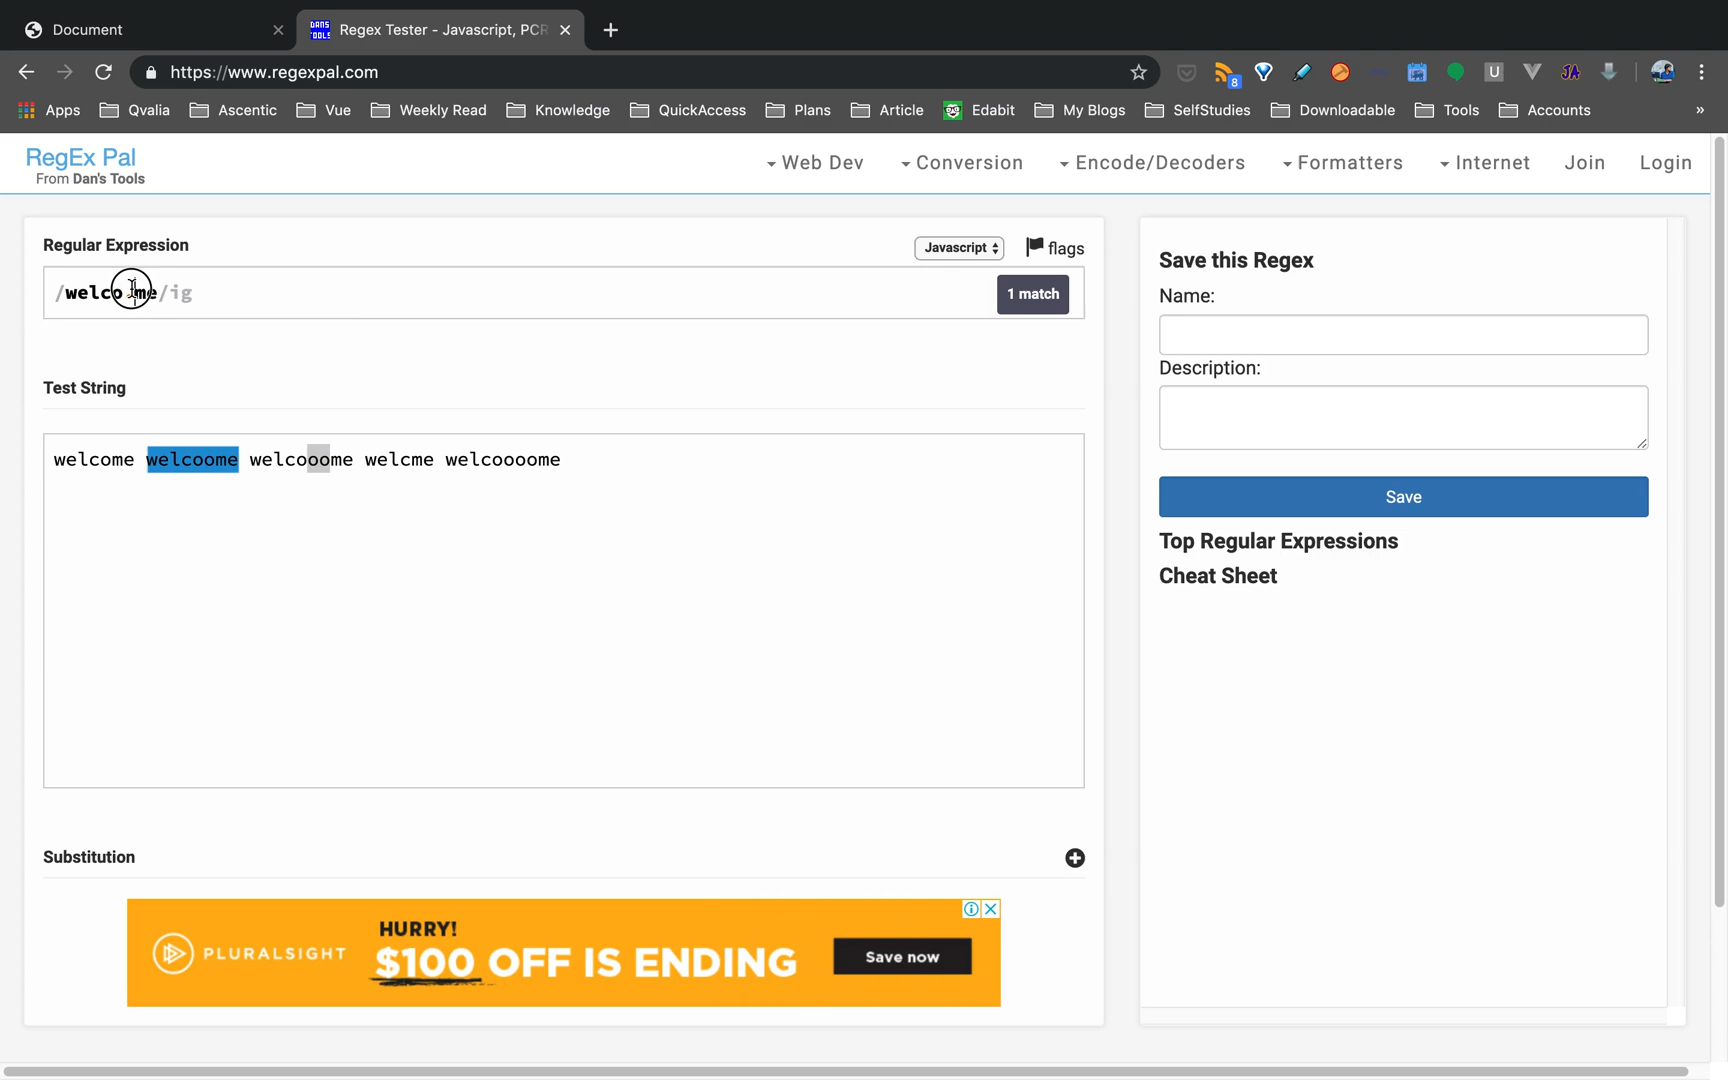 Document
Regex Tester - Javascript, PCR
https://www.regexpal.com
8
U
JA
Apps
Qvalia
Ascentic
Vue
Weekly Read
Knowledge
QuickAccess
Plans
Article
Edabit
My Blogs
SelfStudies
Downloadable
Tools
Accounts
»
RegEx Pal
From Dan's Tools
Web Dev
Conversion
Encode/Decoders
Formatters
Internet
Join
Login
Regular Expression
Javascript
flags
/welcoome/ig
1 match
Test String
welcome welcoome welcooome welcme welcoooome
Substitution
PLURALSIGHT
HURRY!
$100 OFF IS ENDING
Save now
Save this Regex
Name:
Description:
Save
Top Regular Expressions
Cheat Sheet